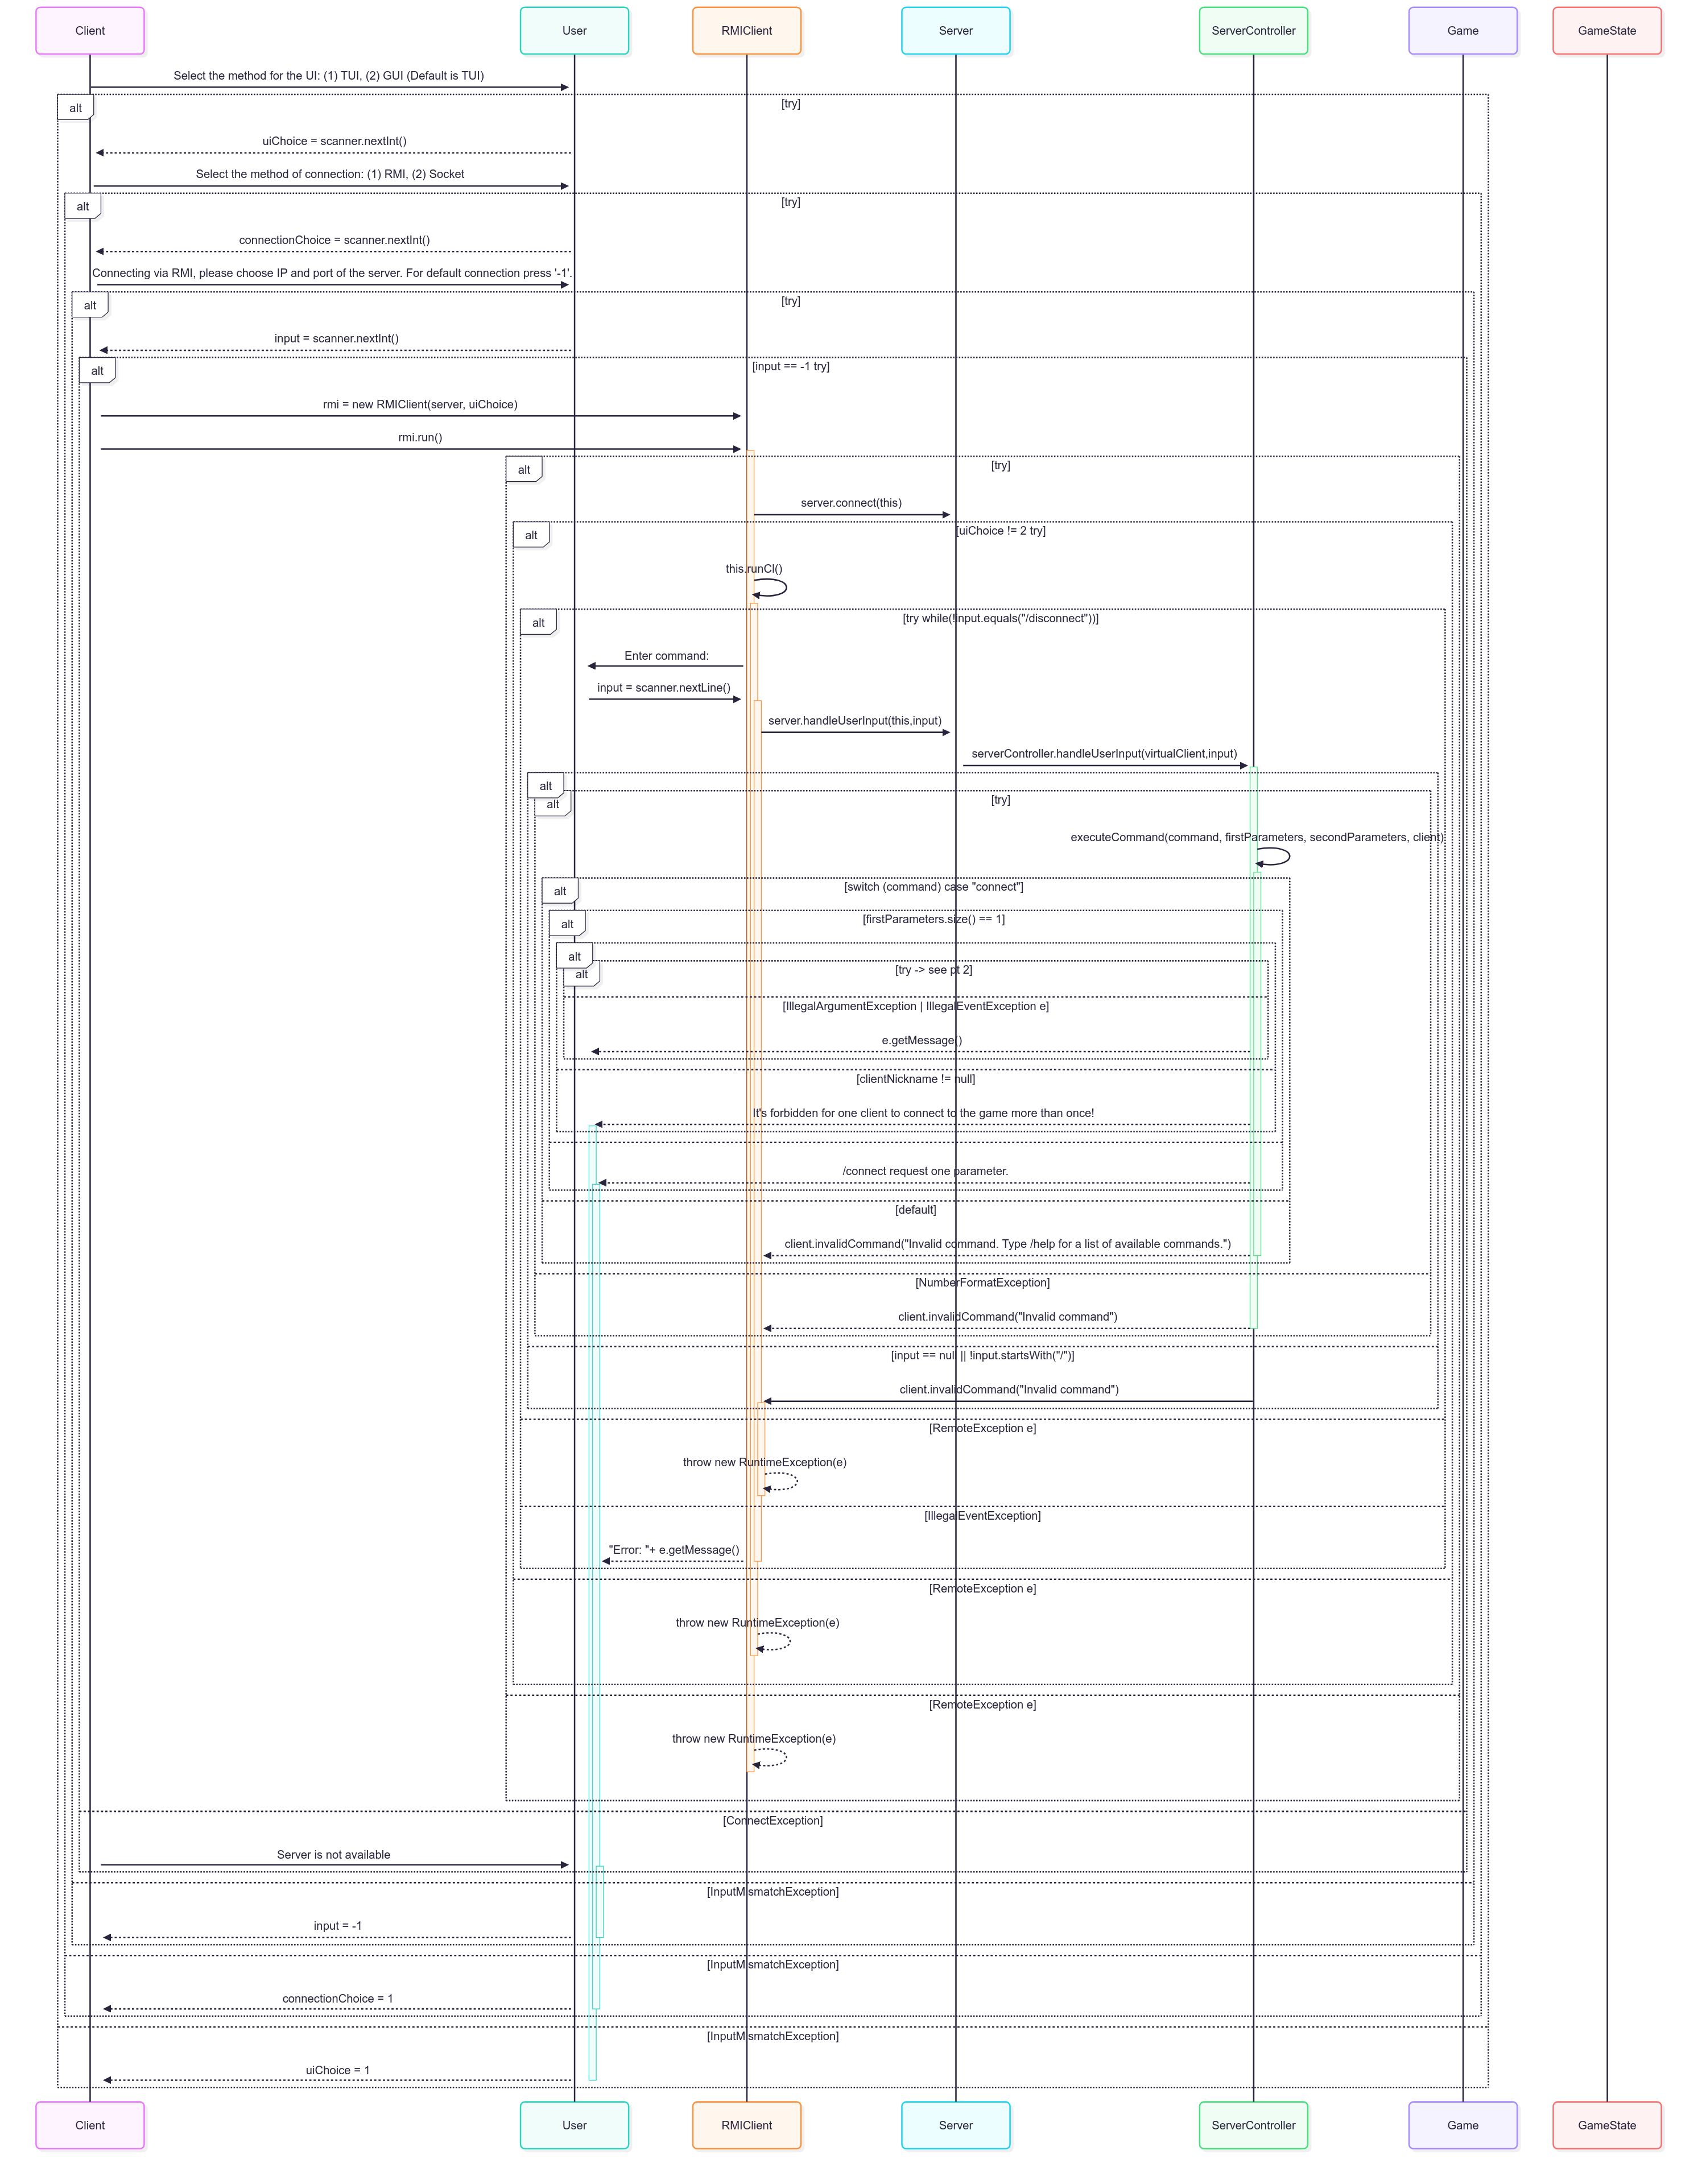 Client
User
RMIClient
Server
ServerController
Game
GameState
Select the method for the UI: (1) TUI, (2) GUI (Default is TUI)
alt
[try]
uiChoice = scanner.nextInt()
Select the method of connection: (1) RMI, (2) Socket
alt
[try]
connectionChoice = scanner.nextInt()
Connecting via RMI, please choose IP and port of the server. For default connection press '-1'.
alt
[try]
input = scanner.nextInt()
alt
[input == -1 try]
rmi = new RMIClient(server, uiChoice)
rmi.run()
alt
[try]
server.connect(this)
alt
[uiChoice != 2 try]
this.runCl()
alt
[try while(!input.equals("/disconnect"))]
Enter command:
input = scanner.nextLine()
server.handleUserInput(this,input)
serverController.handleUserInput(virtualClient,input)
alt
alt
[try]
executeCommand(command, firstParameters, secondParameters, client)
alt
[switch (command) case "connect"]
alt
[firstParameters.size() == 1]
alt
alt
[try -> see pt 2]
[IllegalArgumentException | IllegalEventException e]
e.getMessage()
[clientNickname != null]
It's forbidden for one client to connect to the game more than once!
/connect request one parameter.
[default]
client.invalidCommand("Invalid command. Type /help for a list of available commands.")
[NumberFormatException]
client.invalidCommand("Invalid command")
[input == null || !input.startsWith("/")]
client.invalidCommand("Invalid command")
[RemoteException e]
throw new RuntimeException(e)
[IllegalEventException]
"Error: "+ e.getMessage()
[RemoteException e]
throw new RuntimeException(e)
[RemoteException e]
throw new RuntimeException(e)
[ConnectException]
Server is not available
[InputMismatchException]
input = -1
[InputMismatchException]
connectionChoice = 1
[InputMismatchException]
uiChoice = 1
Client
User
RMIClient
Server
ServerController
Game
GameState